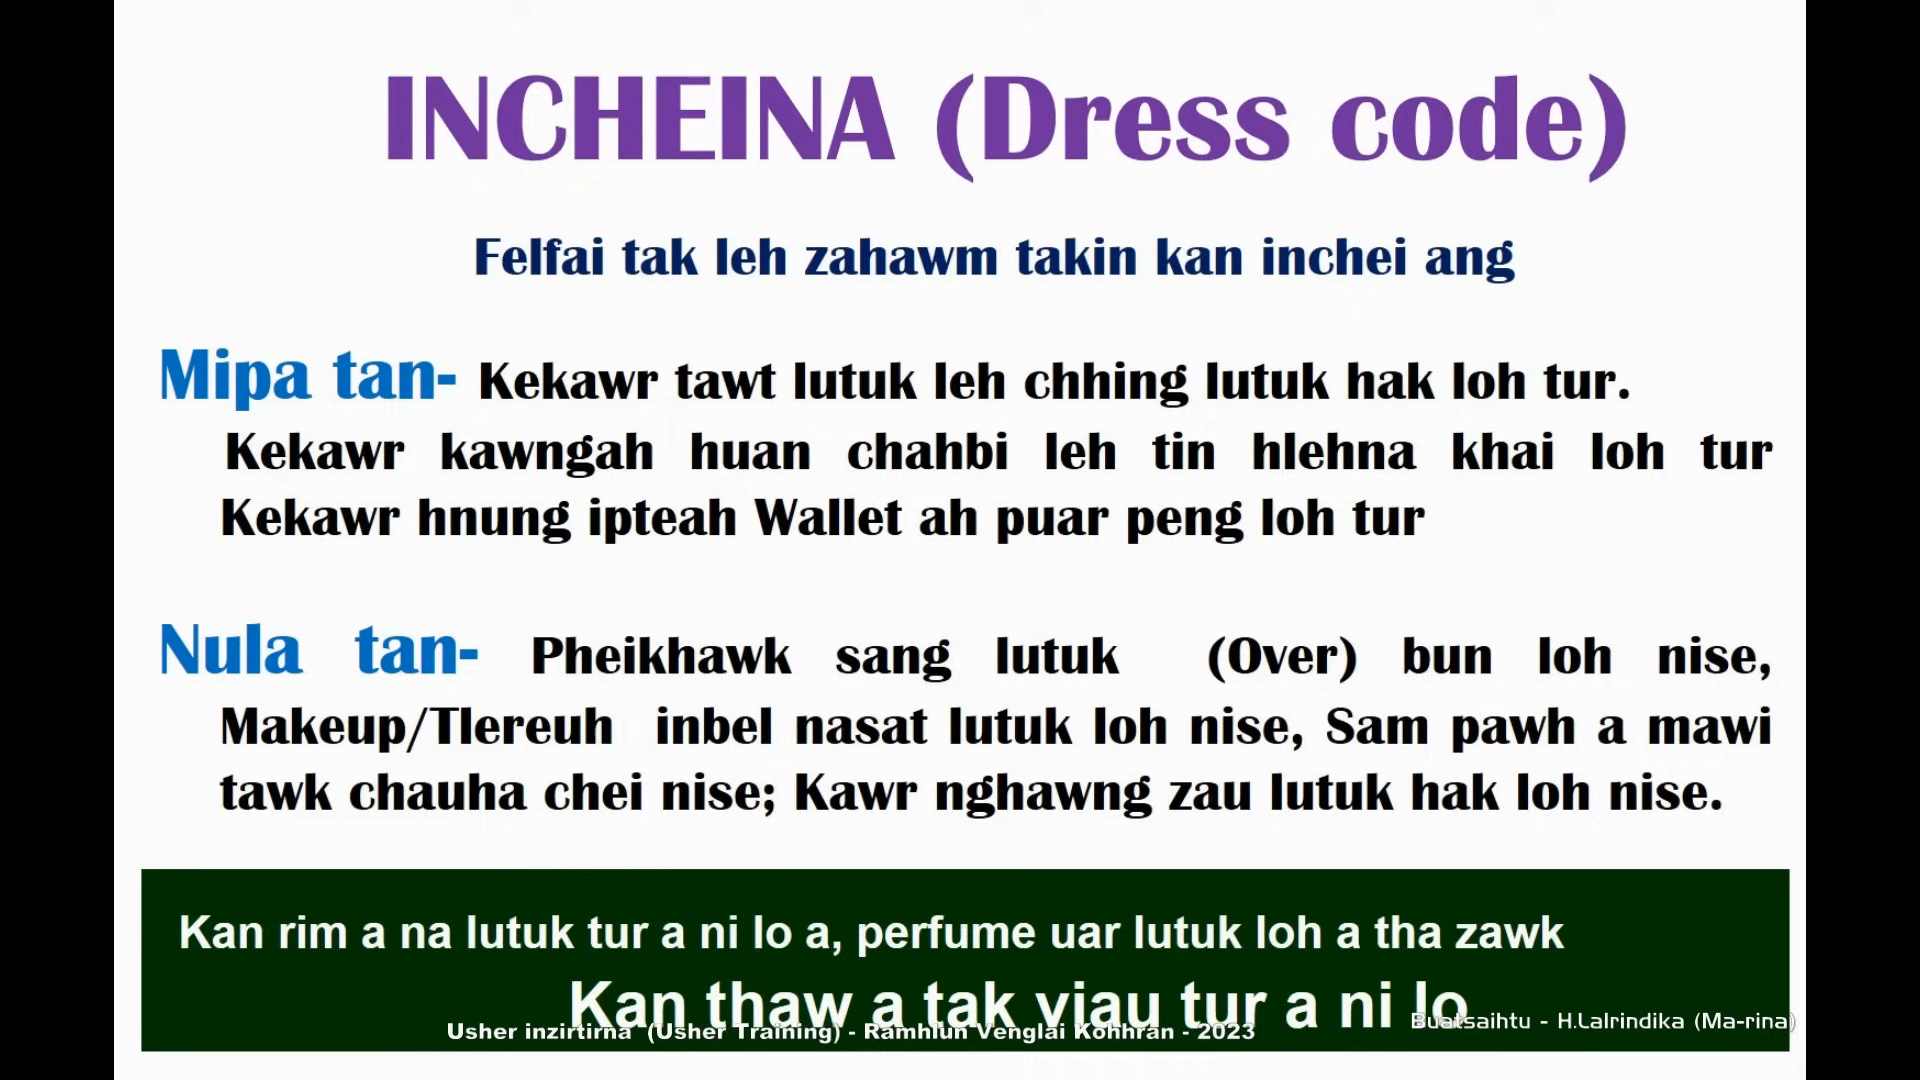 INCHEINA (Dress code)
Felfai tak leh zahawm takin kan inchei ang
Mipa tan- Kekawr tawt lutuk leh chhing lutuk hak loh tur.
Kekawr kawngah huan chahbi leh tin hlehna khai loh tur
Kekawr hnung ipteah Wallet ah puar peng loh tur
Nula tan- Pheikhawk sang lutuk (Over) bun loh nise,
Makeup/Tlereuh inbel nasat lutuk loh nise, Sam pawh a mawi
tawk chauha chei nise; Kawr nghawng zau lutuk hak loh nise.
Kan rim a na lutuk tur a ni lo a, perfume uar lutuk loh a tha zawk
Kan thaw a tak viau tur a ni lo
Usher inzirtirna (Usher Training) - Ramhlun Venglai Kohhran - 2023
Buatsaihtu - H.Lalrindika (Ma-rina)